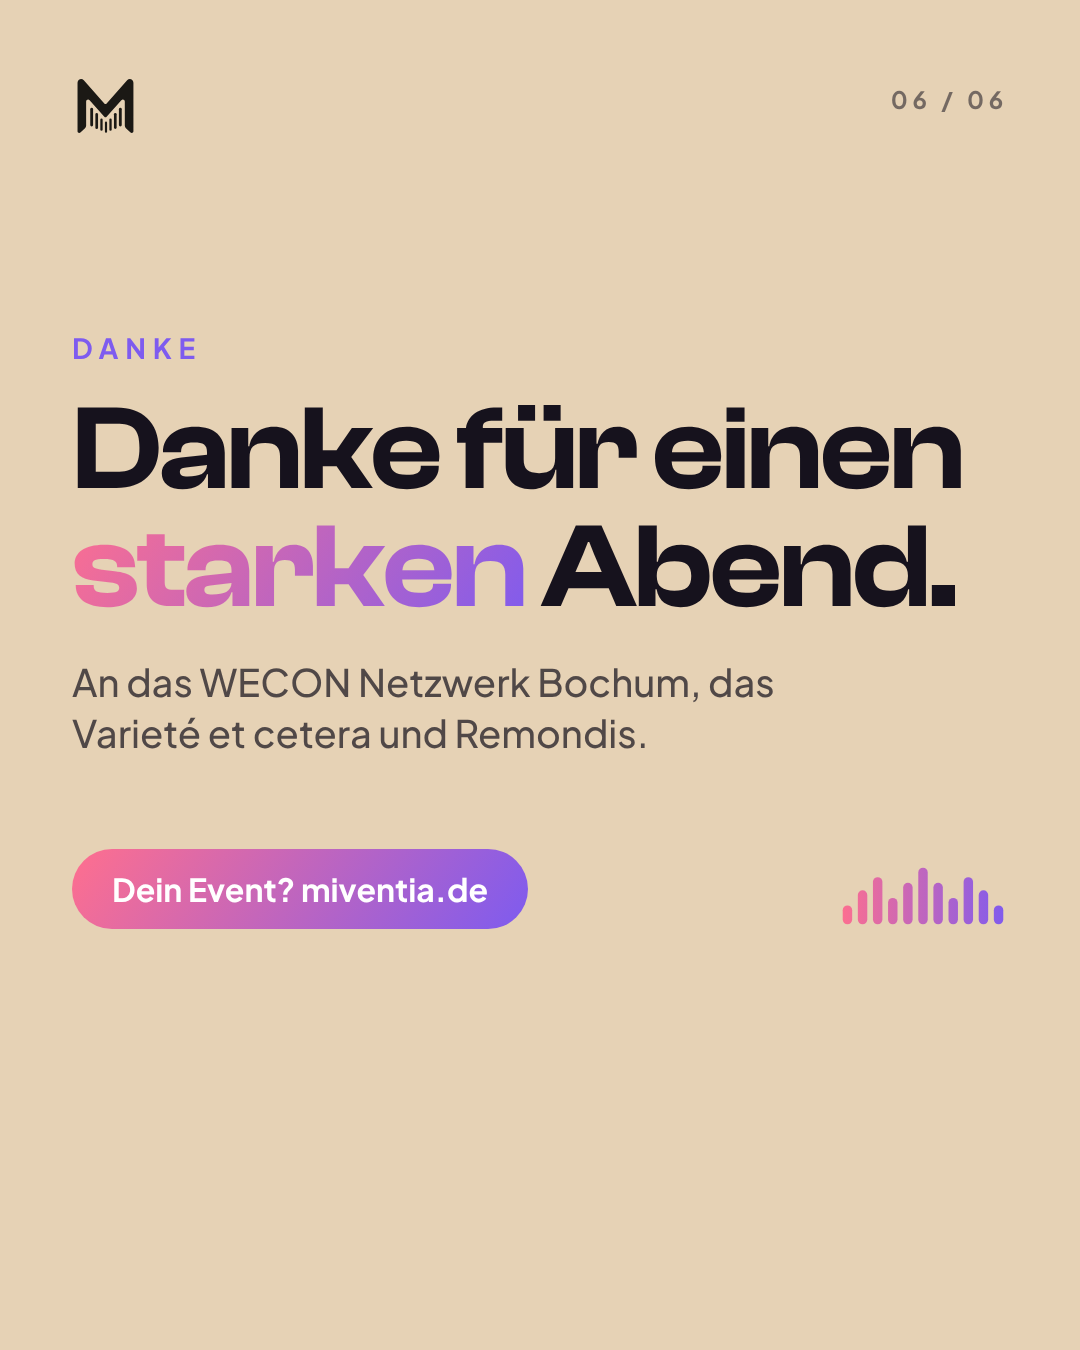 M
06 / 06
DANKE
Danke für einen
starken Abend.
An das WECON Netzwerk Bochum, das
Varieté et cetera und Remondis.
Dein Event? miventia.de